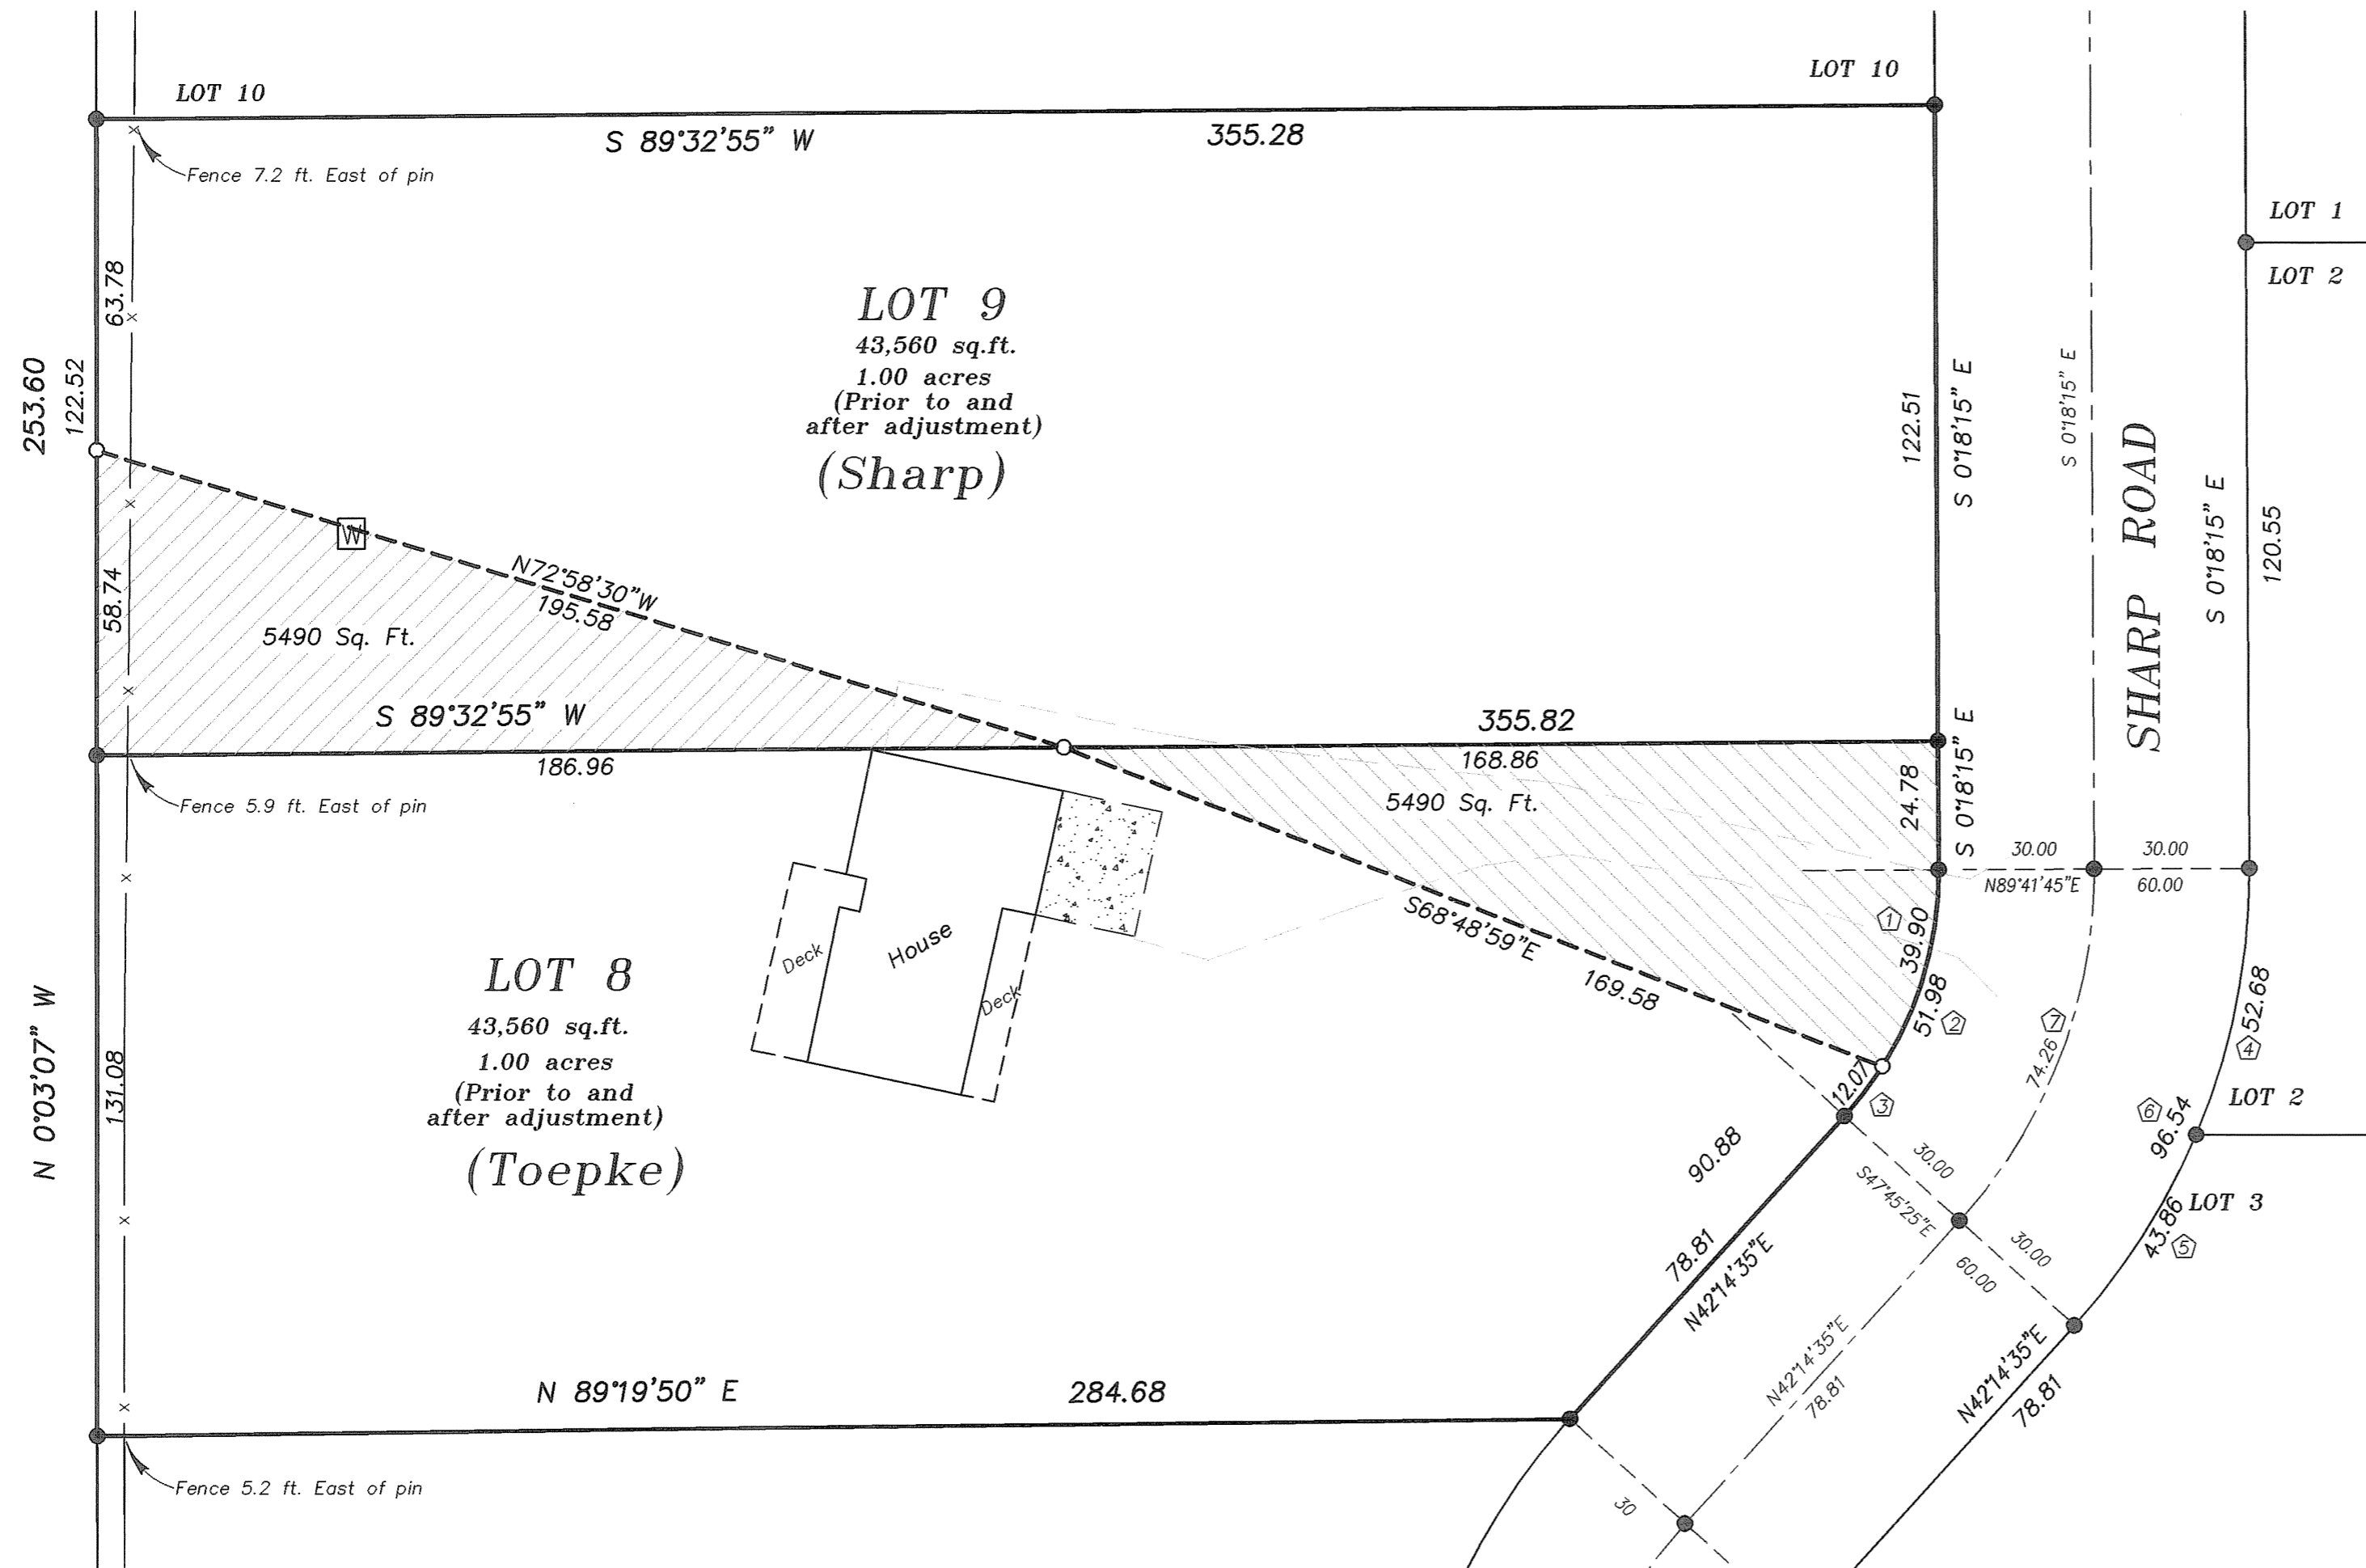 LOT 10
LOT 10
S 89°32'55" W
355.28
Fence 7.2 ft. East of pin
LOT 1
LOT 2
63.78
253.60
122.52
LOT 9
43,560 sq.ft.
1.00 acres
(Prior to and
after adjustment)
(Sharp)
122.51
S 0°18'15" E
S 0°18'15" E
SHARP ROAD
S 0°18'15" E
120.55
W
N72°58'30"W
195.58
58.74
5490 Sq. Ft.
S 89°32'55" W
186.96
355.82
168.86
5490 Sq. Ft.
24.78
S 0°18'15" E
Fence 5.9 ft. East of pin
30.00
30.00
N89°41'45"E
60.00
1
39.90
51.98
2
S68°48'59"E
169.58
House
Deck
Deck
LOT 8
43,560 sq.ft.
1.00 acres
(Prior to and
after adjustment)
(Toepke)
N 0°03'07" W
131.08
12.07
3
7
74.26
52.68
4
LOT 2
6
96.54
LOT 3
43.86
5
90.88
30.00
S47°45'25"E
30.00
60.00
78.81
N42°14'35"E
N42°14'35"E
78.81
N42°14'35"E
78.81
N 89°19'50" E
284.68
Fence 5.2 ft. East of pin
30